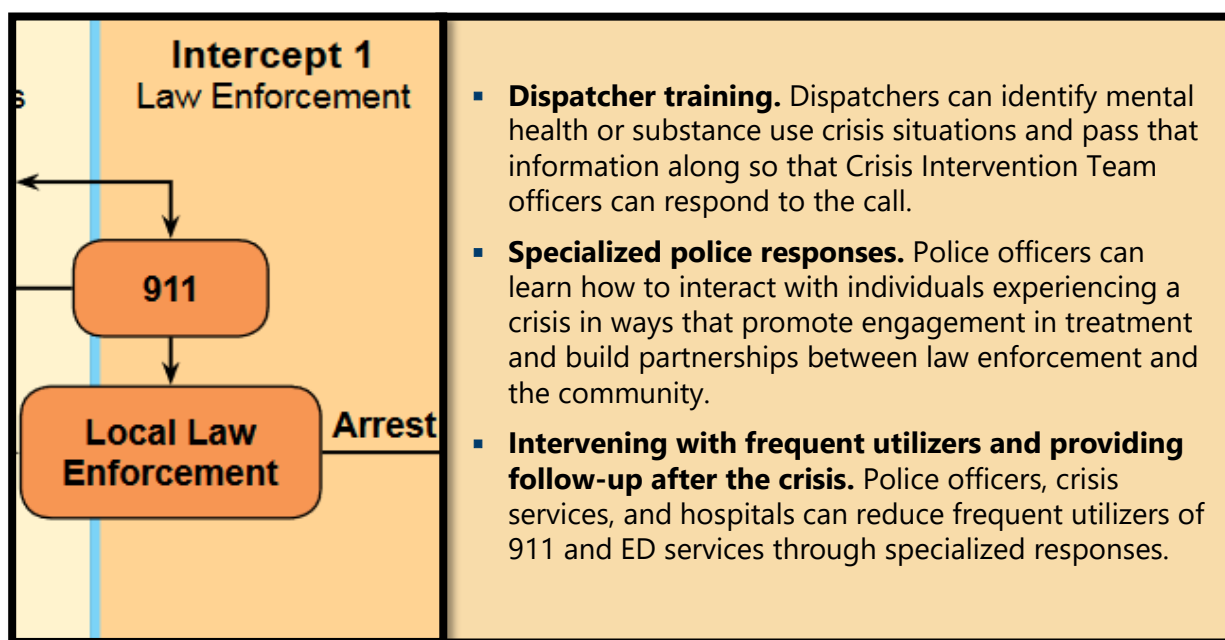 Intercept 1
Law Enforcement
s
911
Local Law
Enforcement
Arrest
▪ Dispatcher training. Dispatchers can identify mental
health or substance use crisis situations and pass that
information along so that Crisis Intervention Team
officers can respond to the call.
▪ Specialized police responses. Police officers can
learn how to interact with individuals experiencing a
crisis in ways that promote engagement in treatment
and build partnerships between law enforcement and
the community.
▪ Intervening with frequent utilizers and providing
follow-up after the crisis. Police officers, crisis
services, and hospitals can reduce frequent utilizers of
911 and ED services through specialized responses.